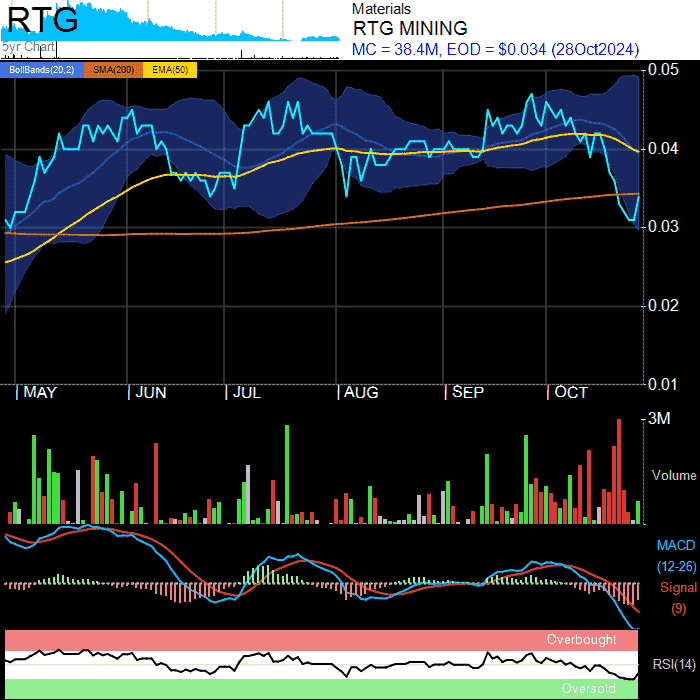 RTG
5yr Chart
Materials
RTG MINING
MC = 38.4M, EOD = $0.034 (28Oct2024)
BollBands(20,2) SMA(200) EMA(50)
0.05
0.04
0.03
0.02
0.01
MAY JUN JUL AUG SEP OCT
3M
Volume
MACD
(12-26)
Signal
(9)
Overbought
RSI(14)
Oversold